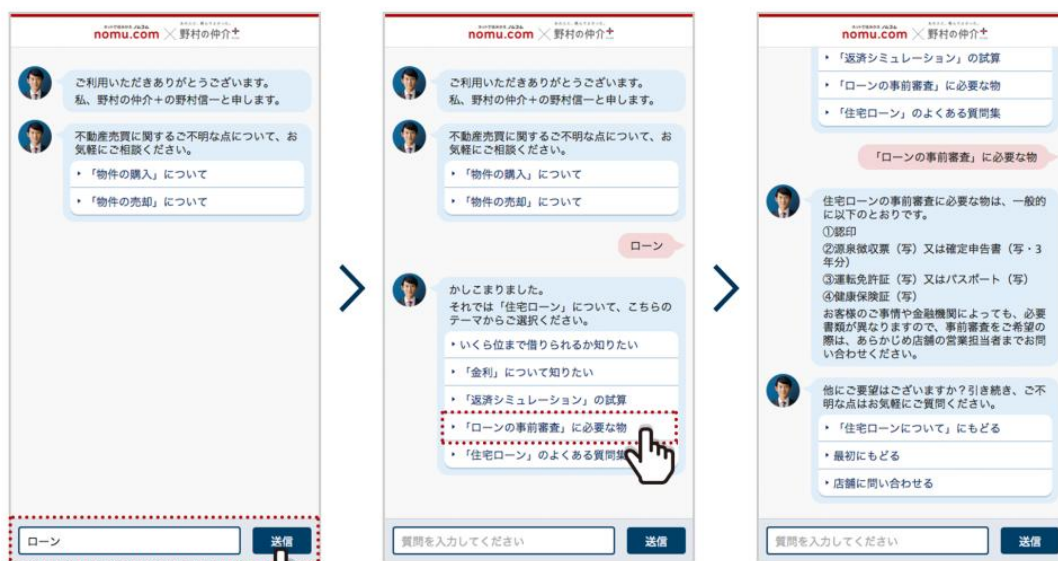 nomu.com × 野村の仲介+
ご利用いただきありがとうございます。
私、野村の仲介+の野村信一と申します。
不動産売買に関するご不明な点について、お
気軽にご相談ください。
「物件の購入」について
「物件の売却」について
ローン
送信
nomu.com × 野村の仲介+
ご利用いただきありがとうございます。
私、野村の仲介+の野村信一と申します。
不動産売買に関するご不明な点について、お
気軽にご相談ください。
「物件の購入」について
「物件の売却」について
ローン
かしこまりました。
それでは「住宅ローン」について、こちらの
テーマからご選択ください。
いくら位まで借りられるか知りたい
「金利」について知りたい
「返済シミュレーション」の試算
「ローンの事前審査」に必要な物
「住宅ローン」のよくある質問集
質問を入力してください
送信
nomu.com × 野村の仲介+
「返済シミュレーション」の試算
「ローンの事前審査」に必要な物
「住宅ローン」のよくある質問集
「ローンの事前審査」に必要な物
住宅ローンの事前審査に必要な物は、一般的
に以下のとおりです。
①認印
②源泉徴収票（写）又は確定申告書（写・3
年分）
③運転免許証（写）又はパスポート（写）
④健康保険証（写）
お客様のご事情や金融機関によっても、必要
書類が異なりますので、事前審査をご希望の
際は、あらかじめ店舗の営業担当者までお問
い合わせください。
他にご要望はございますか？引き続き、ご不
明な点はお気軽にご質問ください。
「住宅ローンについて」にもどる
最初にもどる
店舗に問い合わせる
質問を入力してください
送信